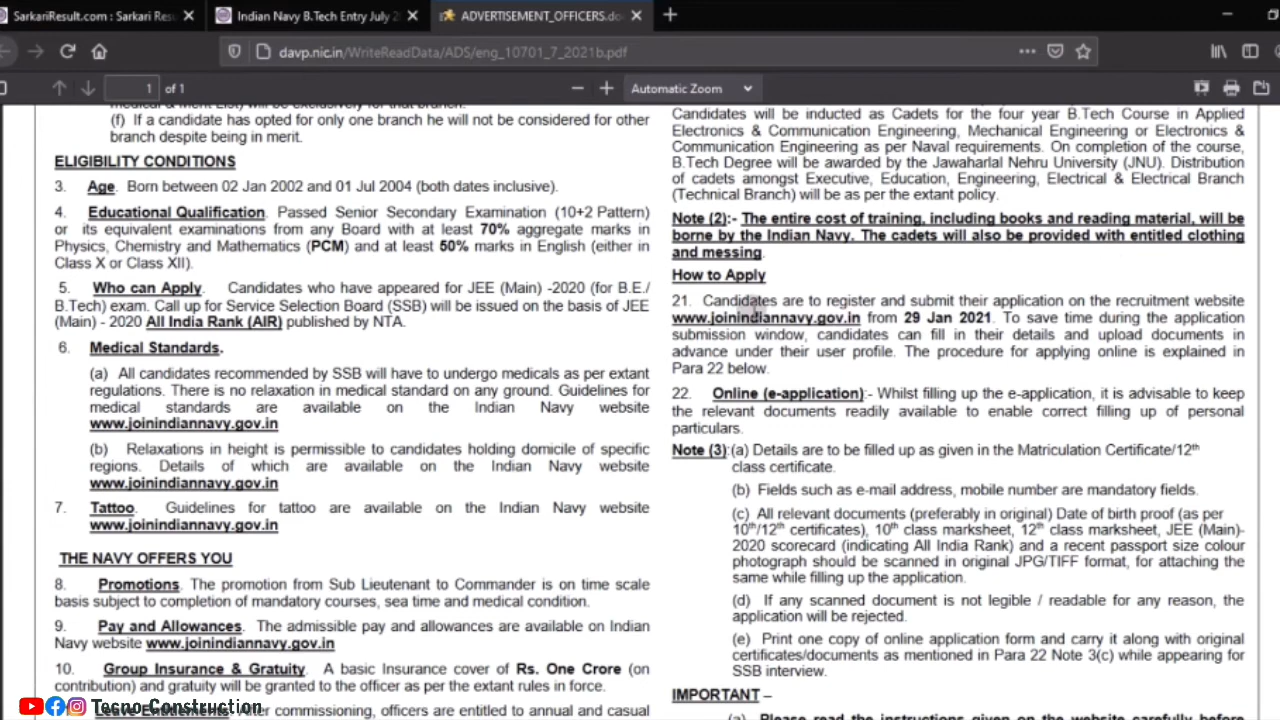 SarkariResult.com : Sarkari Resu
Indian Navy B.Tech Entry July 2
ADVERTISEMENT_OFFICERS.do
davp.nic.in/WriteReadData/ADS/eng_10701_7_2021b.pdf
1 of 1
Automatic Zoom
medical & Merit List) will be exclusively for that branch.
(f) If a candidate has opted for only one branch he will not be considered for other
branch despite being in merit.
ELIGIBILITY CONDITIONS
3. Age. Born between 02 Jan 2002 and 01 Jul 2004 (both dates inclusive).
4. Educational Qualification. Passed Senior Secondary Examination (10+2 Pattern)
or its equivalent examinations from any Board with at least 70% aggregate marks in
Physics, Chemistry and Mathematics (PCM) and at least 50% marks in English (either in
Class X or Class XII).
5. Who can Apply. Candidates who have appeared for JEE (Main) -2020 (for B.E./
B.Tech) exam. Call up for Service Selection Board (SSB) will be issued on the basis of JEE
(Main) - 2020 All India Rank (AIR) published by NTA.
6. Medical Standards.
(a) All candidates recommended by SSB will have to undergo medicals as per extant
regulations. There is no relaxation in medical standard on any ground. Guidelines for
medical standards are available on the Indian Navy website
www.joinindiannavy.gov.in
(b) Relaxations in height is permissible to candidates holding domicile of specific
regions. Details of which are available on the Indian Navy website
www.joinindiannavy.gov.in
7. Tattoo. Guidelines for tattoo are available on the Indian Navy website
www.joinindiannavy.gov.in
THE NAVY OFFERS YOU
8. Promotions. The promotion from Sub Lieutenant to Commander is on time scale
basis subject to completion of mandatory courses, sea time and medical condition.
9. Pay and Allowances. The admissible pay and allowances are available on Indian
Navy website www.joinindiannavy.gov.in
10. Group Insurance & Gratuity. A basic Insurance cover of Rs. One Crore (on
contribution) and gratuity will be granted to the officer as per the extant rules in force.
Leave Entitlements. After commissioning, officers are entitled to annual and casual
Candidates will be inducted as Cadets for the four year B.Tech Course in Applied
Electronics & Communication Engineering, Mechanical Engineering or Electronics &
Communication Engineering as per Naval requirements. On completion of the course,
B.Tech Degree will be awarded by the Jawaharlal Nehru University (JNU). Distribution
of cadets amongst Executive, Education, Engineering, Electrical & Electrical Branch
(Technical Branch) will be as per the extant policy.
Note (2):- The entire cost of training, including books and reading material, will be
borne by the Indian Navy. The cadets will also be provided with entitled clothing
and messing.
How to Apply
21. Candidates are to register and submit their application on the recruitment website
www.joinindiannavy.gov.in from 29 Jan 2021. To save time during the application
submission window, candidates can fill in their details and upload documents in
advance under their user profile. The procedure for applying online is explained in
Para 22 below.
22. Online (e-application):- Whilst filling up the e-application, it is advisable to keep
the relevant documents readily available to enable correct filling up of personal
particulars.
Note (3):(a) Details are to be filled up as given in the Matriculation Certificate/12th
class certificate.
(b) Fields such as e-mail address, mobile number are mandatory fields.
(c) All relevant documents (preferably in original) Date of birth proof (as per
10th/12th certificates), 10th class marksheet, 12th class marksheet, JEE (Main)-
2020 scorecard (indicating All India Rank) and a recent passport size colour
photograph should be scanned in original JPG/TIFF format, for attaching the
same while filling up the application.
(d) If any scanned document is not legible / readable for any reason, the
application will be rejected.
(e) Print one copy of online application form and carry it along with original
certificates/documents as mentioned in Para 22 Note 3(c) while appearing for
SSB interview.
IMPORTANT –
(a) Please read the instructions given on the website carefully before
Tecno Construction